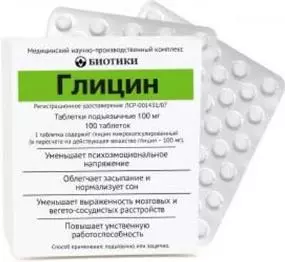 Медицинский научно-производственный комплекс
БИОТИКИ
Глицин
Регистрационное удостоверение ЛСР-001431/07
Таблетки подъязычные 100 мг
100 таблеток
1 таблетка содержит глицин микрокапсулированный
(в пересчете на действующее вещество глицин – 100 мг).
Уменьшает психоэмоциональное
напряжение
Облегчает засыпание и
нормализует сон
Уменьшает выраженность мозговых и
вегето-сосудистых расстройств
Повышает умственную
работоспособность
Способ применения: подъязычно или защечно.